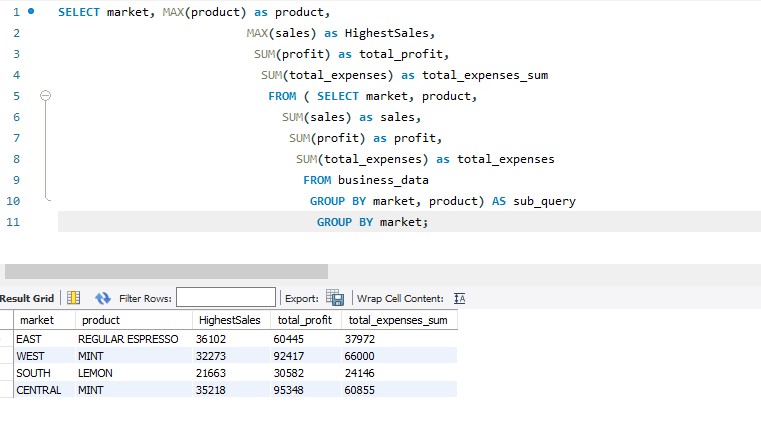 1 SELECT market, MAX(product) as product,
2 MAX(sales) as HighestSales,
3 SUM(profit) as total_profit,
4 SUM(total_expenses) as total_expenses_sum
5 FROM ( SELECT market, product,
6 SUM(sales) as sales,
7 SUM(profit) as profit,
8 SUM(total_expenses) as total_expenses
9 FROM business_data
10 GROUP BY market, product) AS sub_query
11 GROUP BY market;
Result Grid Filter Rows: Export: Wrap Cell Content: IA
market product HighestSales total_profit total_expenses_sum
EAST REGULAR ESPRESSO 36102 60445 37972
WEST MINT 32273 92417 66000
SOUTH LEMON 21663 30582 24146
CENTRAL MINT 35218 95348 60855